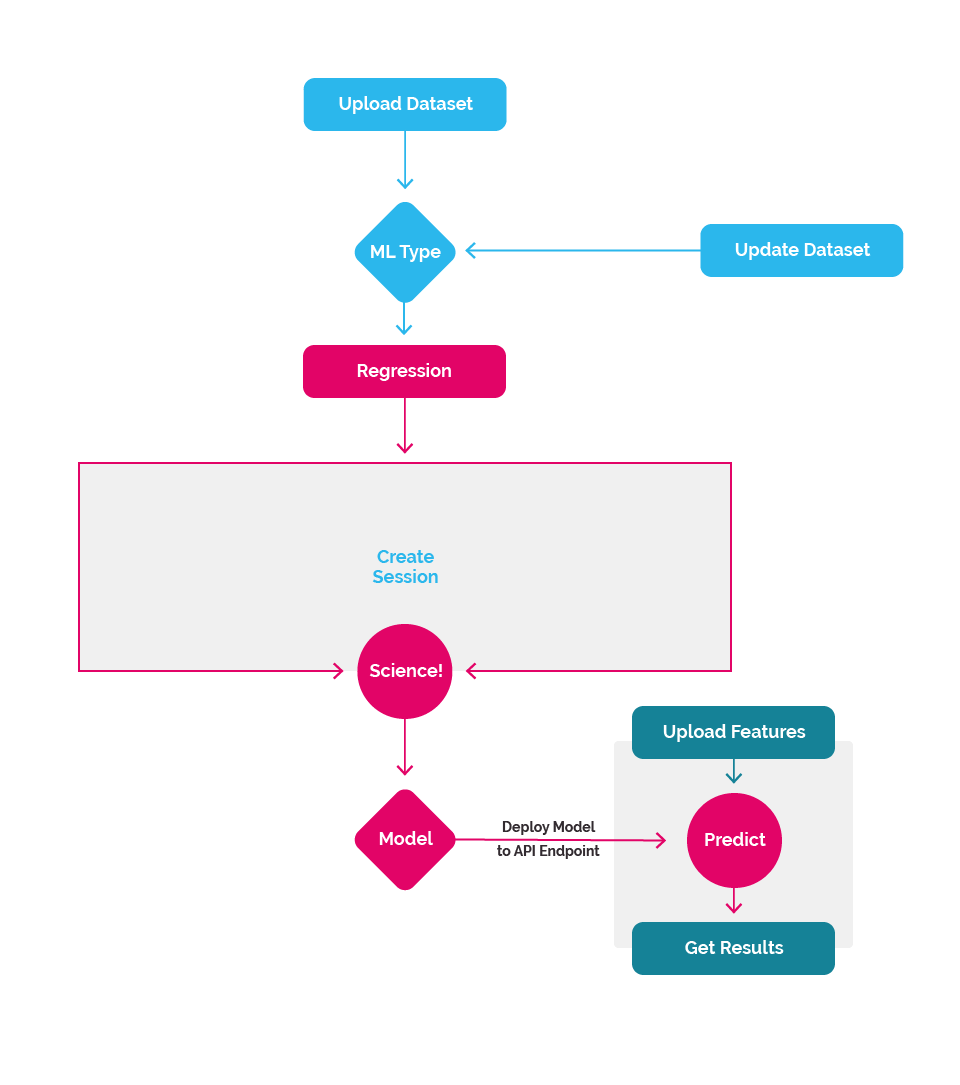 Upload Dataset
ML Type
Update Dataset
Regression
Create
Session
Science!
Upload Features
Model
Deploy Model
to API Endpoint
Predict
Get Results